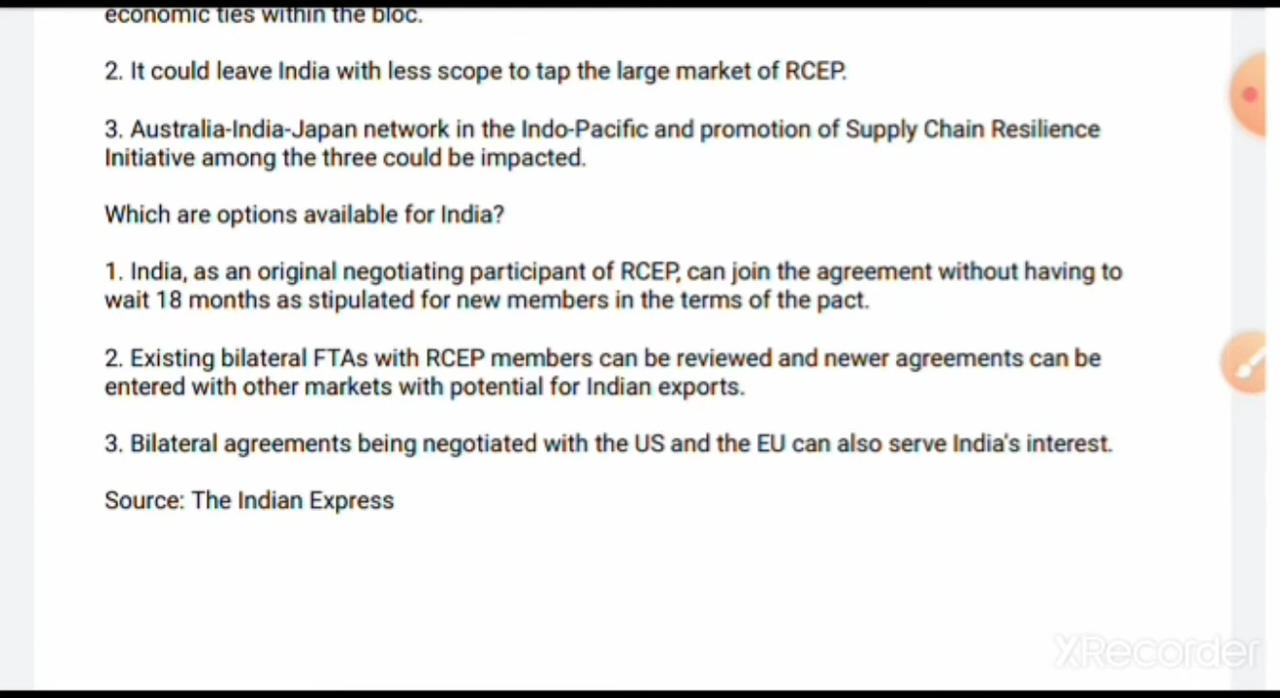 economic ties within the bloc.
2. It could leave India with less scope to tap the large market of RCEP.
3. Australia-India-Japan network in the Indo-Pacific and promotion of Supply Chain Resilience
Initiative among the three could be impacted.
Which are options available for India?
1. India, as an original negotiating participant of RCEP, can join the agreement without having to
wait 18 months as stipulated for new members in the terms of the pact.
2. Existing bilateral FTAs with RCEP members can be reviewed and newer agreements can be
entered with other markets with potential for Indian exports.
3. Bilateral agreements being negotiated with the US and the EU can also serve India's interest.
Source: The Indian Express
XRecorder